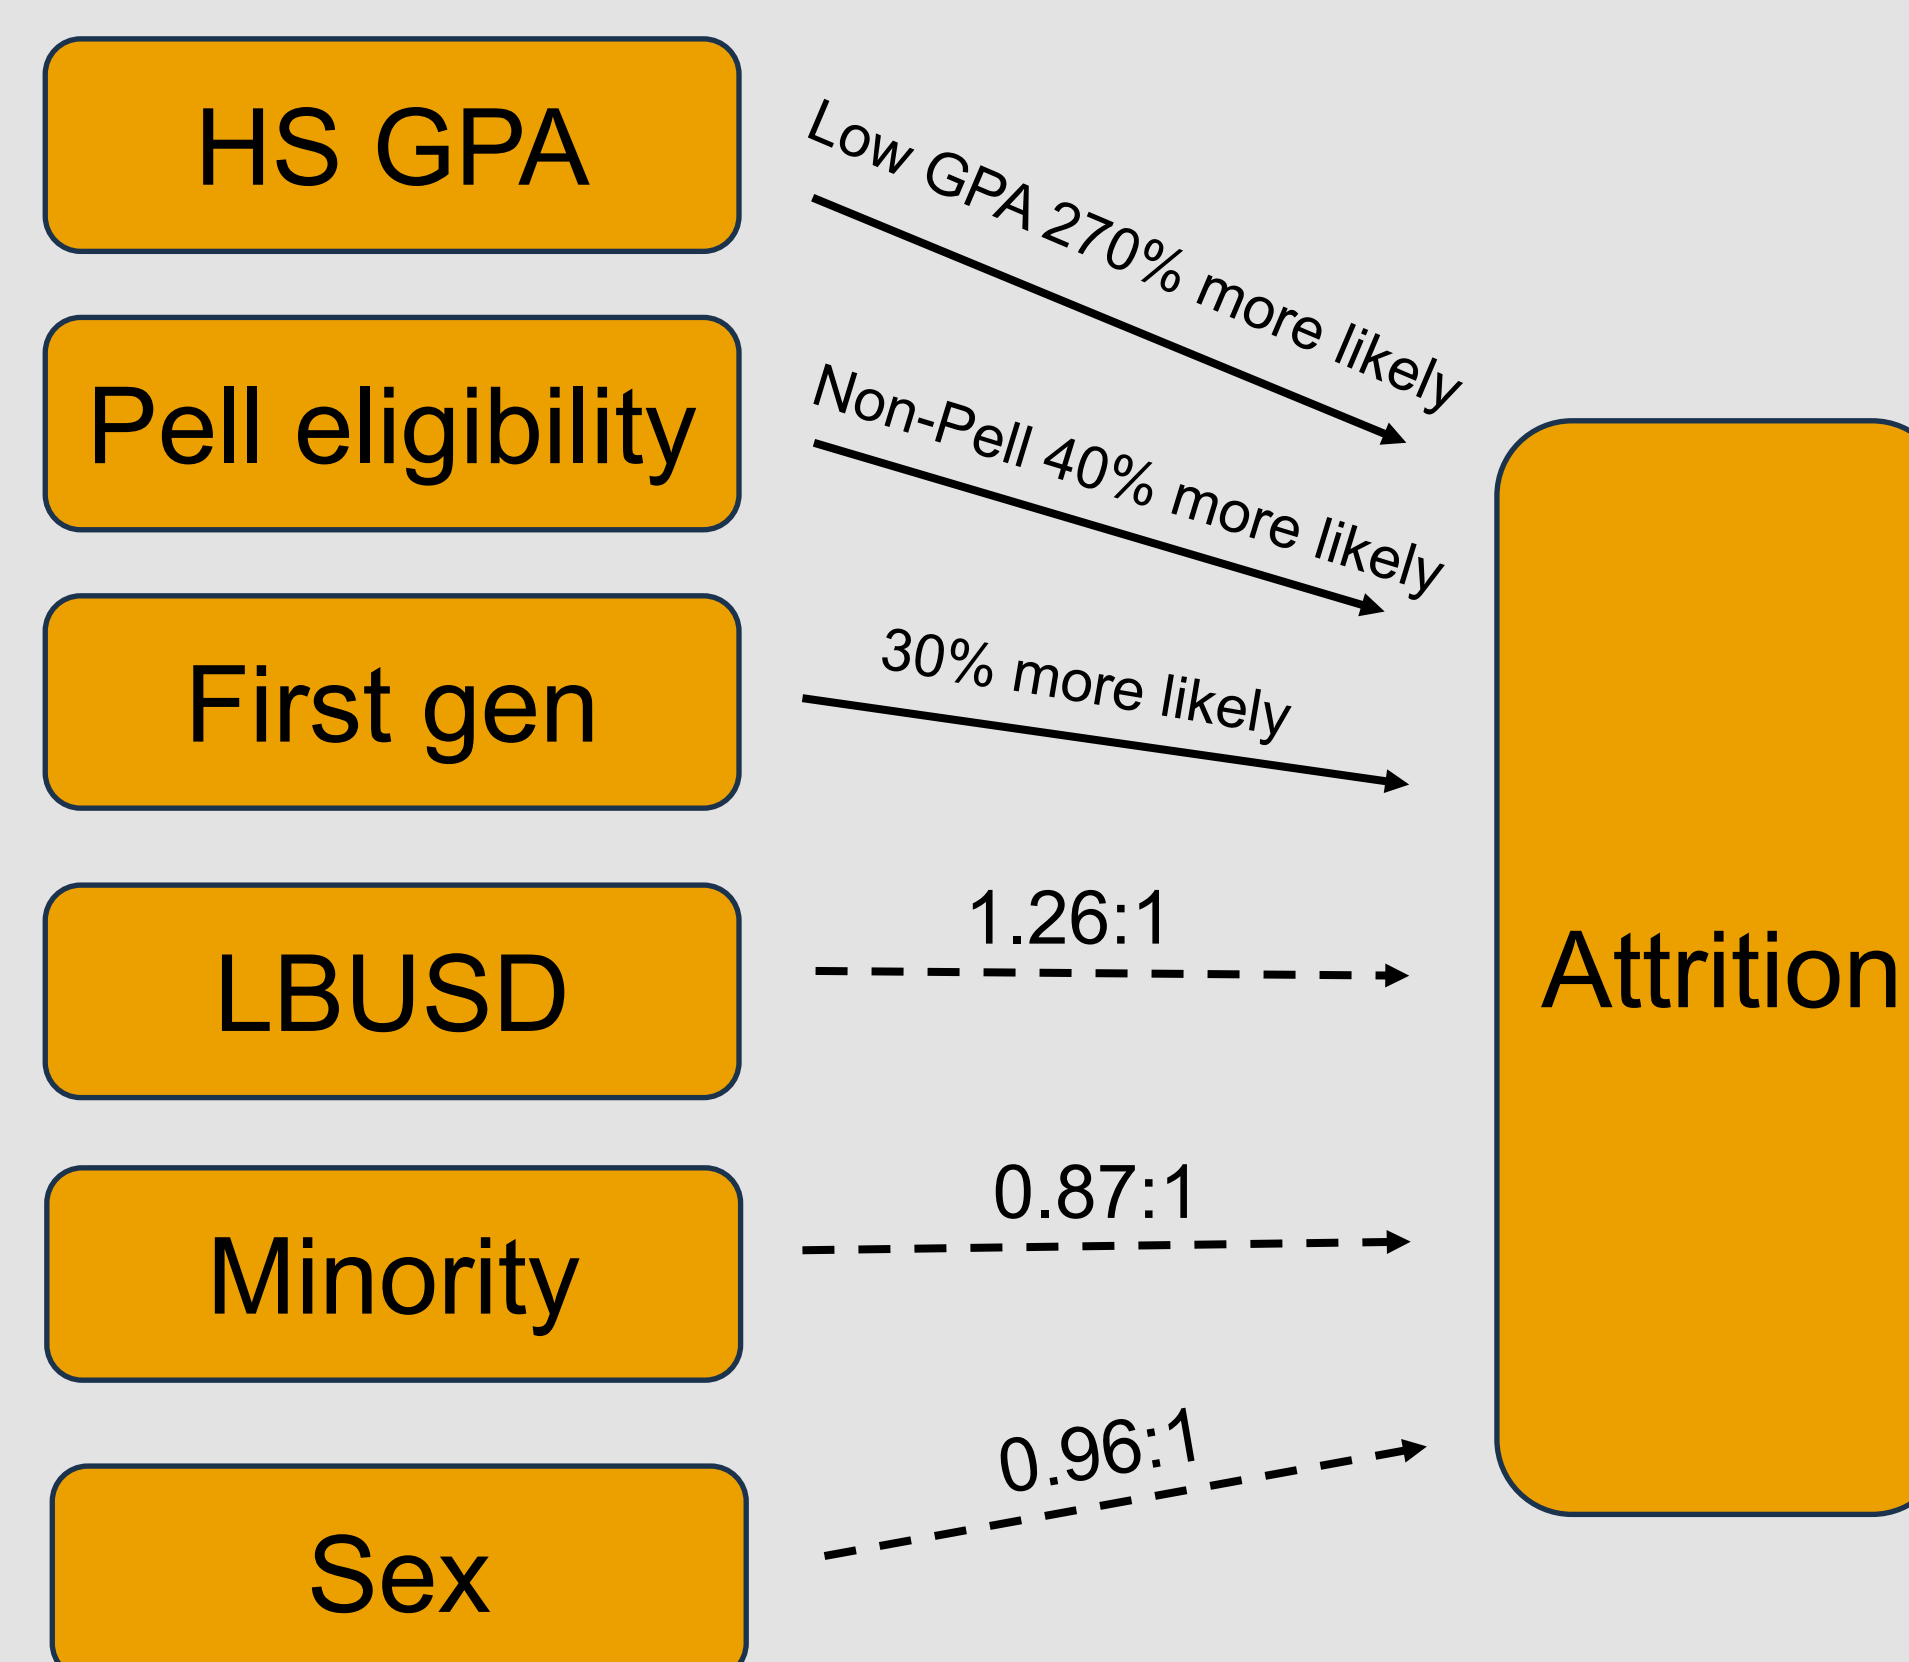 HS GPA
Low GPA 270% more likely
Pell eligibility
Non-Pell 40% more likely
First gen
30% more likely
LBUSD
1.26:1
Attrition
Minority
0.87:1
Sex
0.96:1